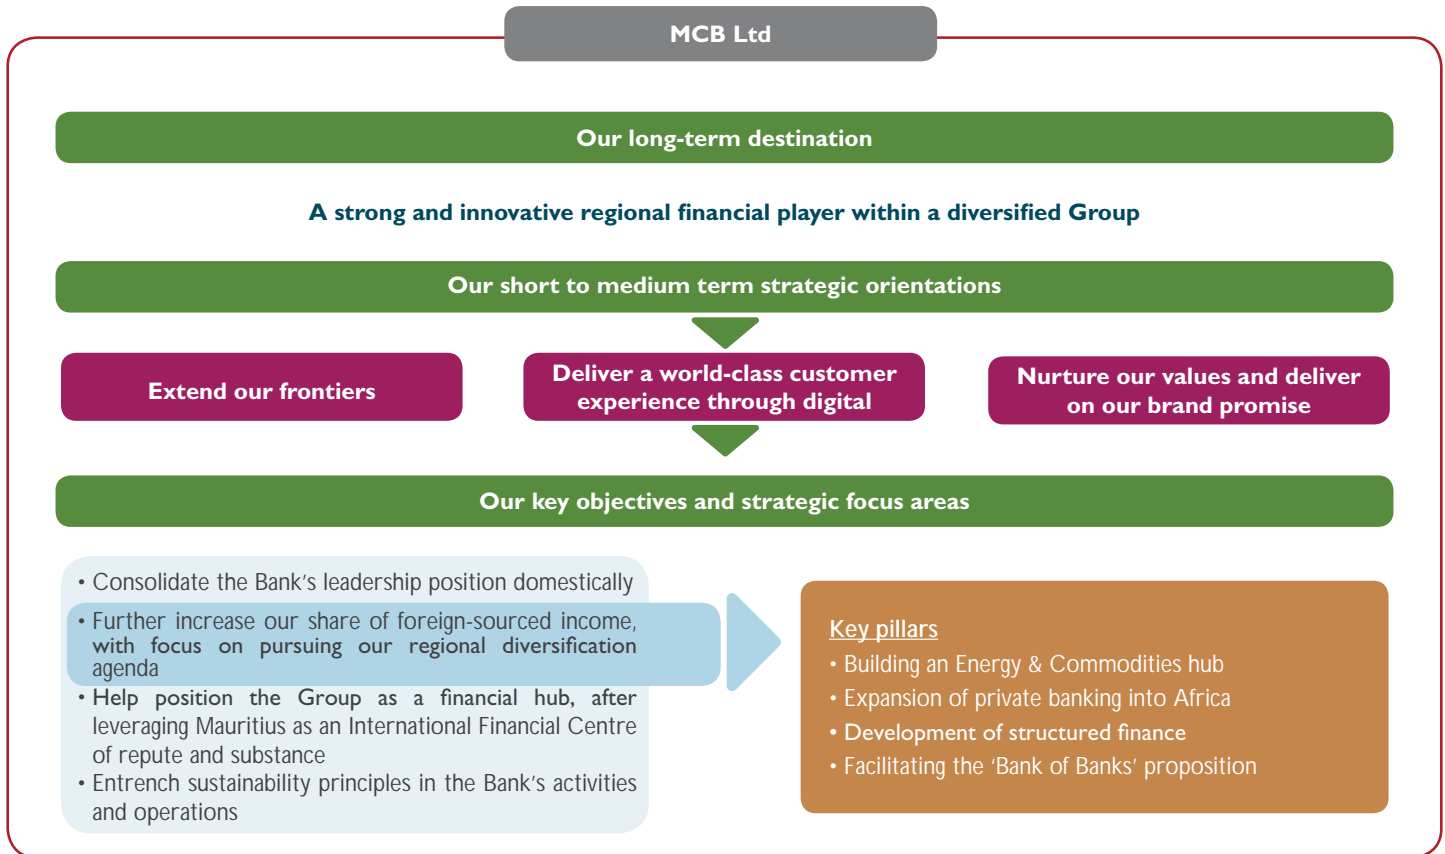 MCB Ltd
Our long-term destination
A strong and innovative regional financial player within a diversified Group
Our short to medium term strategic orientations
Extend our frontiers
Deliver a world-class customer
experience through digital
Nurture our values and deliver
on our brand promise
Our key objectives and strategic focus areas
• Consolidate the Bank's leadership position domestically
• Further increase our share of foreign-sourced income,
with focus on pursuing our regional diversification
agenda
• Help position the Group as a financial hub, after
leveraging Mauritius as an International Financial Centre
of repute and substance
• Entrench sustainability principles in the Bank's activities
and operations
Key pillars
• Building an Energy & Commodities hub
• Expansion of private banking into Africa
• Development of structured finance
• Facilitating the 'Bank of Banks' proposition